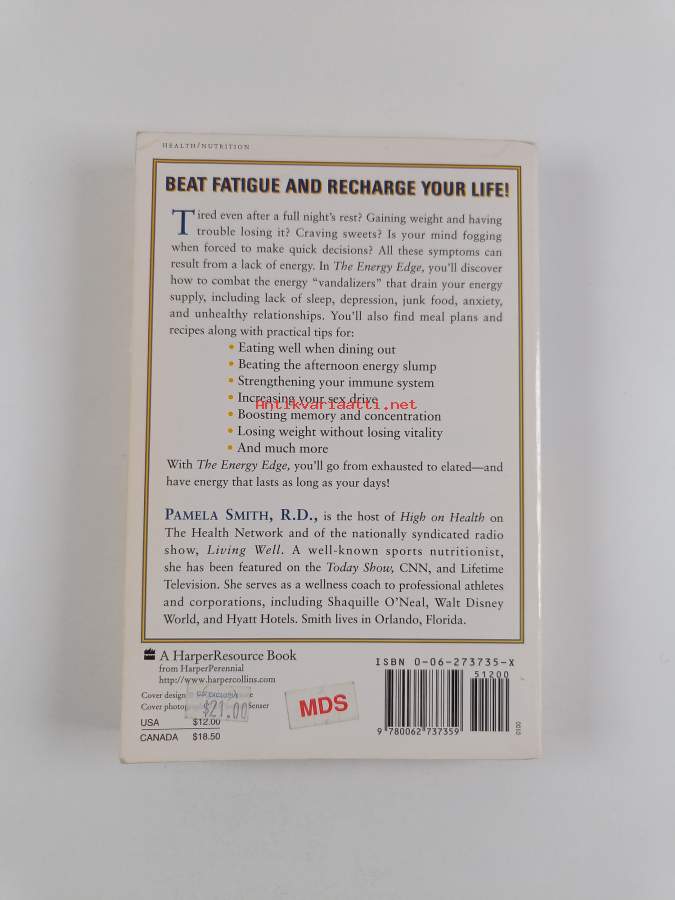 HEALTH/NUTRITION
BEAT FATIGUE AND RECHARGE YOUR LIFE!
Tired even after a full night's rest? Gaining weight and having
trouble losing it? Craving sweets? Is your mind fogging
when forced to make quick decisions? All these symptoms can
result from a lack of energy. In The Energy Edge, you'll discover
how to combat the energy “vandalizers” that drain your energy
supply, including lack of sleep, depression, junk food, anxiety,
and unhealthy relationships. You'll also find meal plans and
recipes along with practical tips for:
• Eating well when dining out
• Beating the afternoon energy slump
• Strengthening your immune system
• Increasing your sex drive
Antikvariaatti.net
• Boosting memory and concentration
• Losing weight without losing vitality
• And much more
With The Energy Edge, you'll go from exhausted to elated—and
have energy that lasts as long as your days!
PAMELA SMITH, R.D., is the host of High on Health on
The Health Network and of the nationally syndicated radio
show, Living Well. A well-known sports nutritionist,
she has been featured on the Today Show, CNN, and Lifetime
Television. She serves as a wellness coach to professional athletes
and corporations, including Shaquille O'Neal, Walt Disney
World, and Hyatt Hotels. Smith lives in Orlando, Florida.
A HarperResource Book
from HarperPerennial
http://www.harpercollins.com
Cover design
Cover photo
$21.00
USA $12.00
CANADA $18.50
MDS
ISBN 0-06-273735-X
51200
9 780062 737359